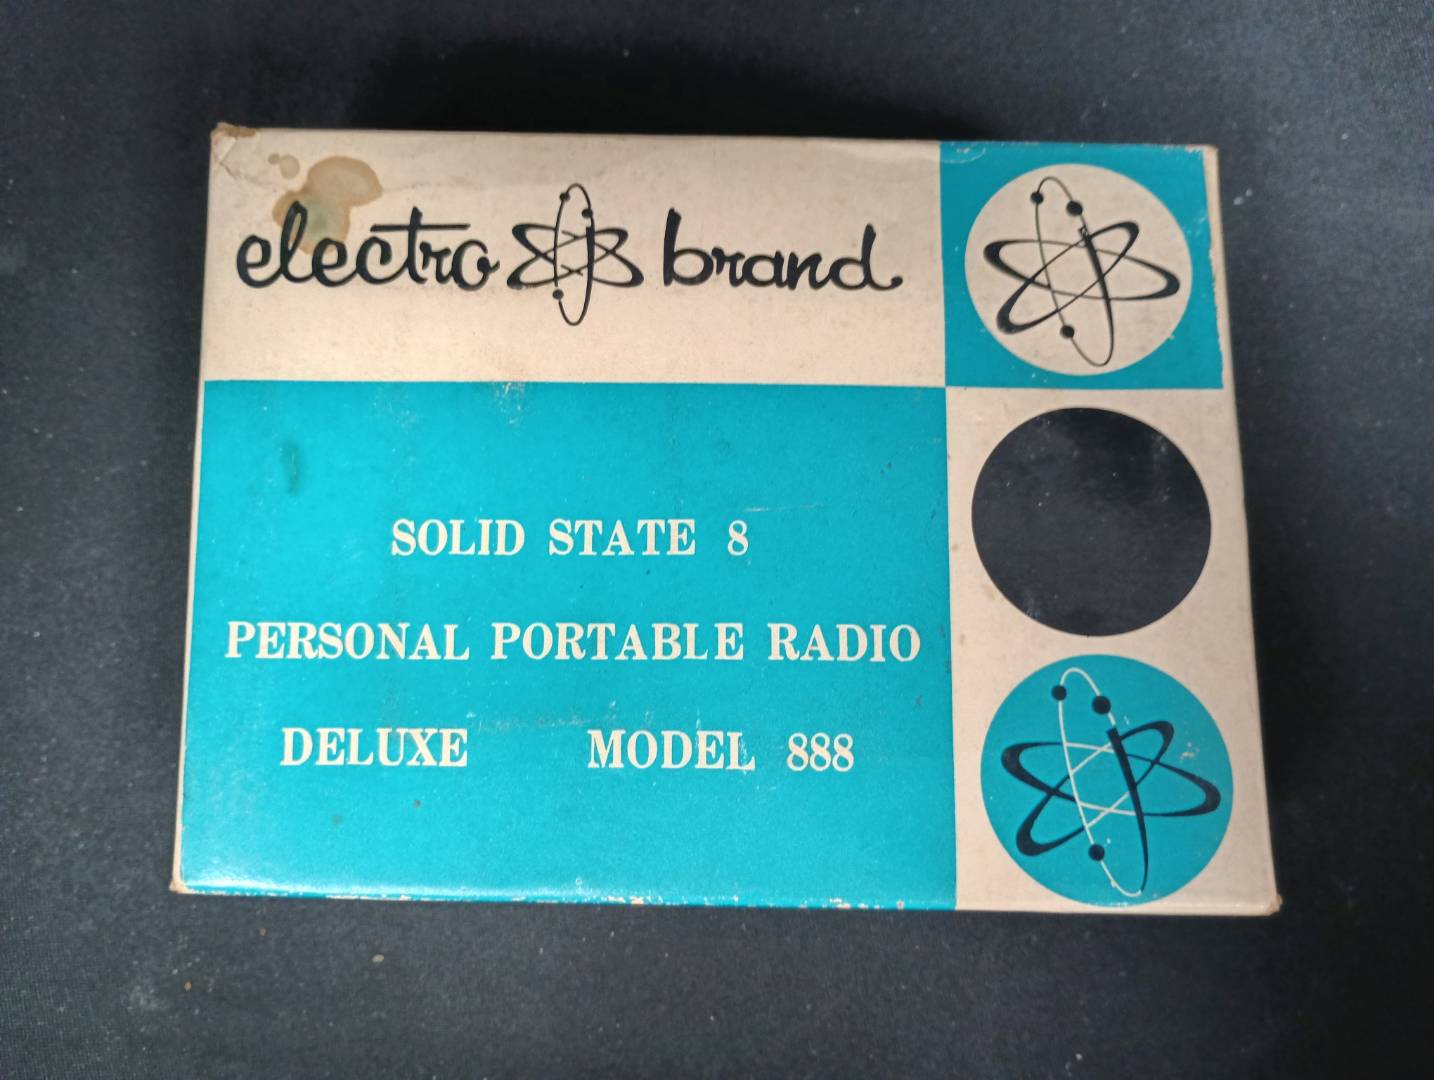 electro brand
SOLID STATE 8
PERSONAL PORTABLE RADIO
DELUXE MODEL 888